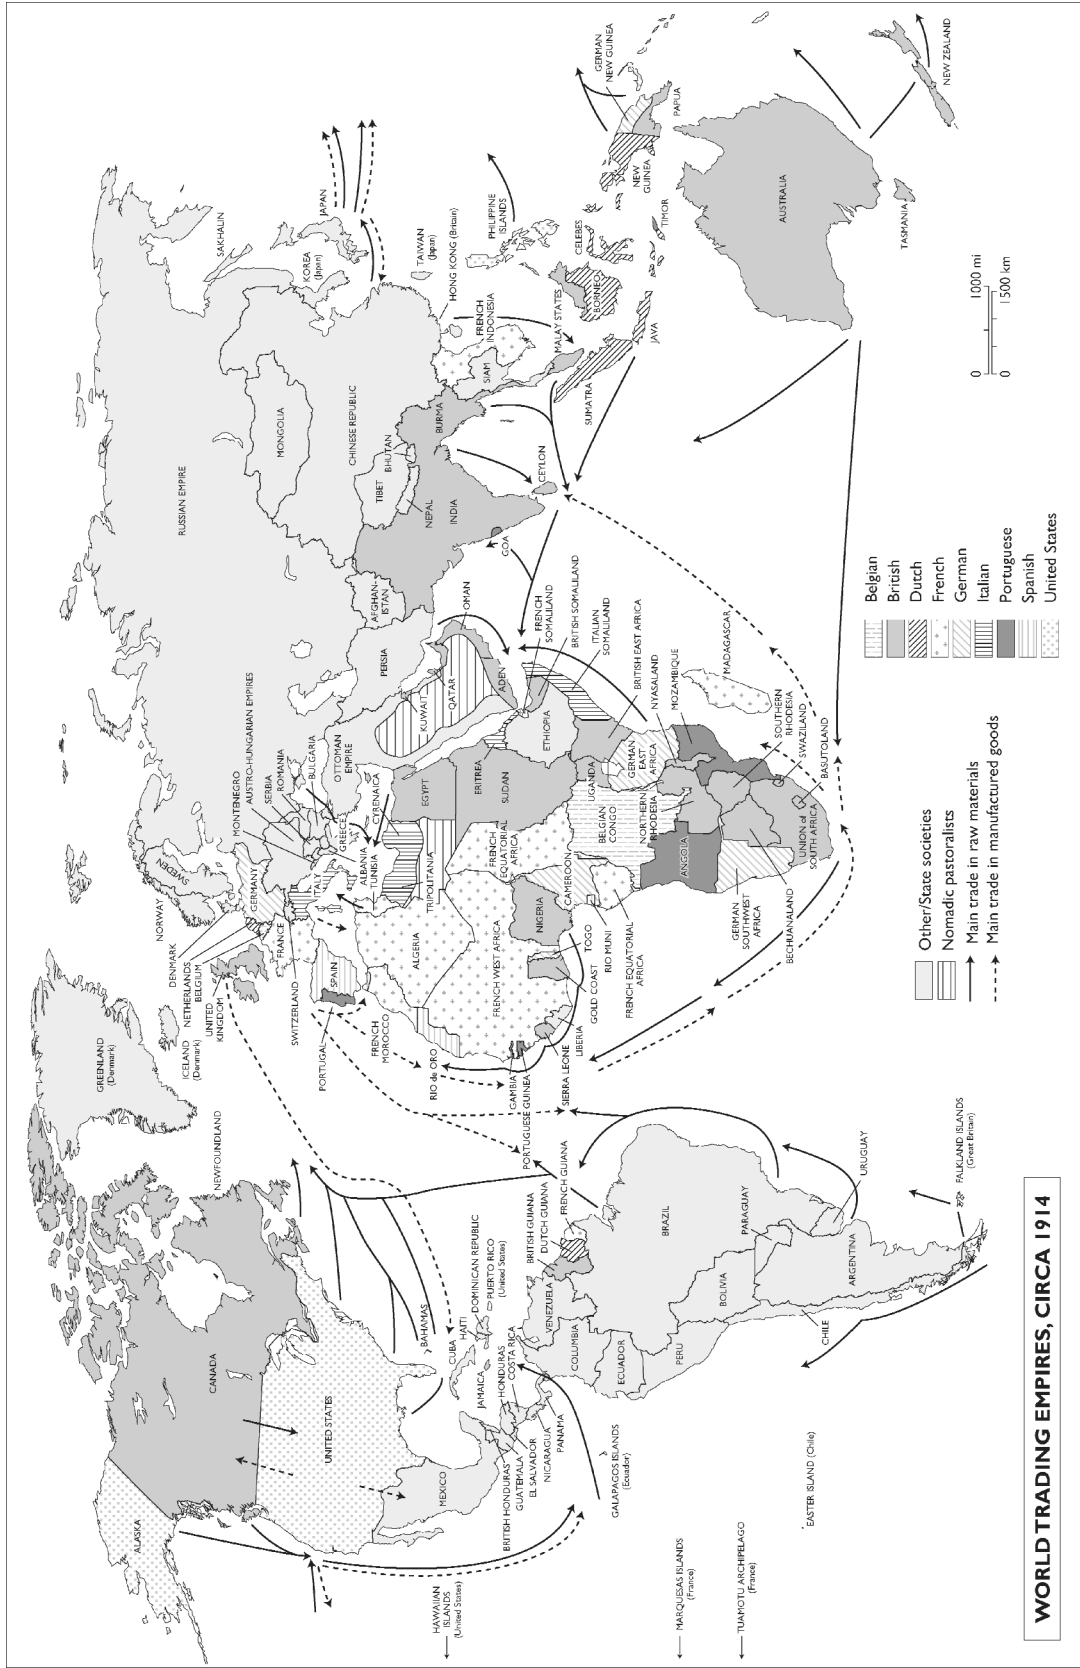 WORLD TRADING EMPIRES, CIRCA 1914
ALASKA
CANADA
UNITED STATES
MEXICO
GREENLAND
(Denmark)
ICELAND
(Denmark)
NEWFOUNDLAND
BAHAMAS
CUBA
HAITI
DOMINICAN REPUBLIC
PUERTO RICO
(United States)
JAMAICA
HONDURAS
COSTA RICA
BRITISH HONDURAS
GUATEMALA
EL SALVADOR
NICARAGUA
PANAMA
HAWAIIAN
ISLANDS
(United States)
GALAPAGOS ISLANDS
(Ecuador)
MARQUESAS ISLANDS
(France)
TUAMOTU ARCHIPELAGO
(France)
EASTER ISLAND (Chile)
BRITISH GUIANA
DUTCH GUIANA
FRENCH GUIANA
VENEZUELA
COLUMBIA
ECUADOR
PERU
BRAZIL
BOLIVIA
PARAGUAY
URUGUAY
CHILE
ARGENTINA
FALKLAND ISLANDS
(Great Britain)
NORWAY
SWEDEN
DENMARK
NETHERLANDS
BELGIUM
UNITED
KINGDOM
GERMANY
FRANCE
SWITZERLAND
PORTUGAL
SPAIN
ITALY
MONTENEGRO
AUSTRO-HUNGARIAN EMPIRES
SERBIA
ROMANIA
BULGARIA
GREECE
ALBANIA
OTTOMAN
EMPIRE
RUSSIAN EMPIRE
TUNISIA
CYRENAICA
TRIPOLITANIA
ALGERIA
FRENCH
MOROCCO
RIO de ORO
EGYPT
FRENCH WEST AFRICA
FRENCH
EQUATORIAL
AFRICA
SUDAN
ERITREA
ETHIOPIA
GAMBIA
PORTUGUESE GUINEA
SIERRA LEONE
LIBERIA
GOLD COAST
TOGO
NIGERIA
CAMEROON
RIO MUNI
FRENCH EQUATORIAL
AFRICA
BELGIAN
CONGO
UGANDA
GERMAN
EAST
AFRICA
BRITISH EAST AFRICA
NYASALAND
MOZAMBIQUE
NORTHERN
RHODESIA
ANGOLA
GERMAN
SOUTHWEST
AFRICA
BECHUANALAND
UNION of
SOUTH AFRICA
SOUTHERN
RHODESIA
SWAZILAND
BASUTOLAND
MADAGASCAR
FRENCH
SOMALILAND
BRITISH SOMALILAND
ITALIAN
SOMALILAND
KUWAIT
QATAR
ADEN
OMAN
PERSIA
AFGHAN-
ISTAN
INDIA
GOA
NEPAL
TIBET
BHUTAN
CEYLON
BURMA
CHINESE REPUBLIC
MONGOLIA
SAKHALIN
KOREA
(Japan)
JAPAN
TAIWAN
(Japan)
HONG KONG (Britain)
FRENCH
INDONESIA
SIAM
MALAY STATES
PHILIPPINE
ISLANDS
SUMATRA
JAVA
BORNEO
CELEBES
TIMOR
NEW
GUINEA
GERMAN
NEW GUINEA
PAPUA
AUSTRALIA
TASMANIA
NEW ZEALAND
0 1000 mi
0 1500 km
Belgian
British
Dutch
French
German
Italian
Portuguese
Spanish
United States
Other/State societies
Nomadic pastoralists
Main trade in raw materials
Main trade in manufactured goods